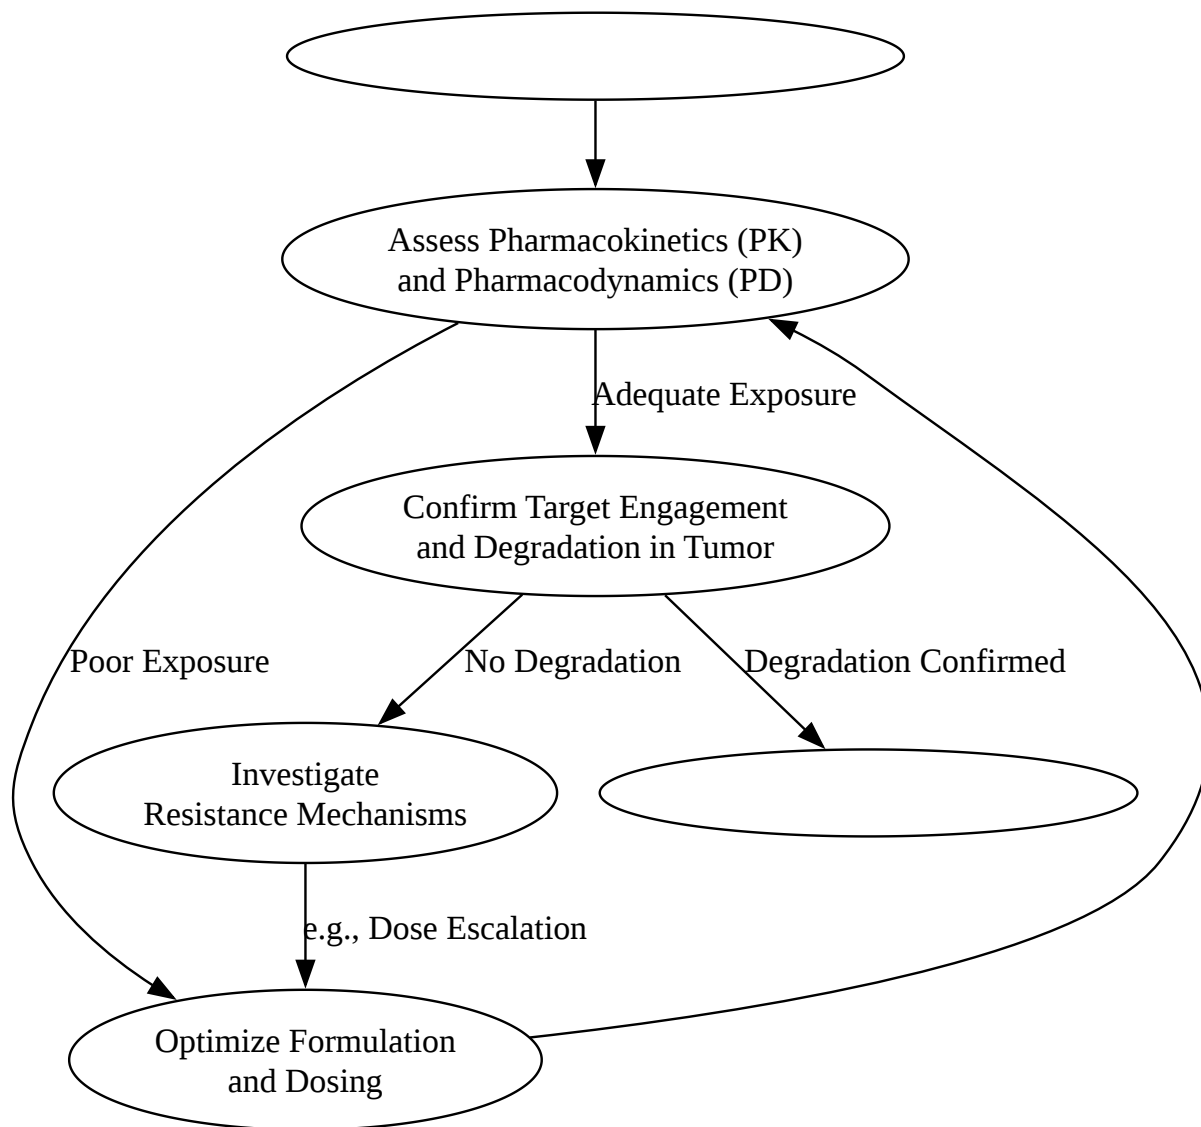 Assess Pharmacokinetics (PK)
and Pharmacodynamics (PD)
Adequate Exposure
Confirm Target Engagement
and Degradation in Tumor
Poor Exposure
No Degradation
Degradation Confirmed
Investigate
Resistance Mechanisms
e.g., Dose Escalation
Optimize Formulation
and Dosing